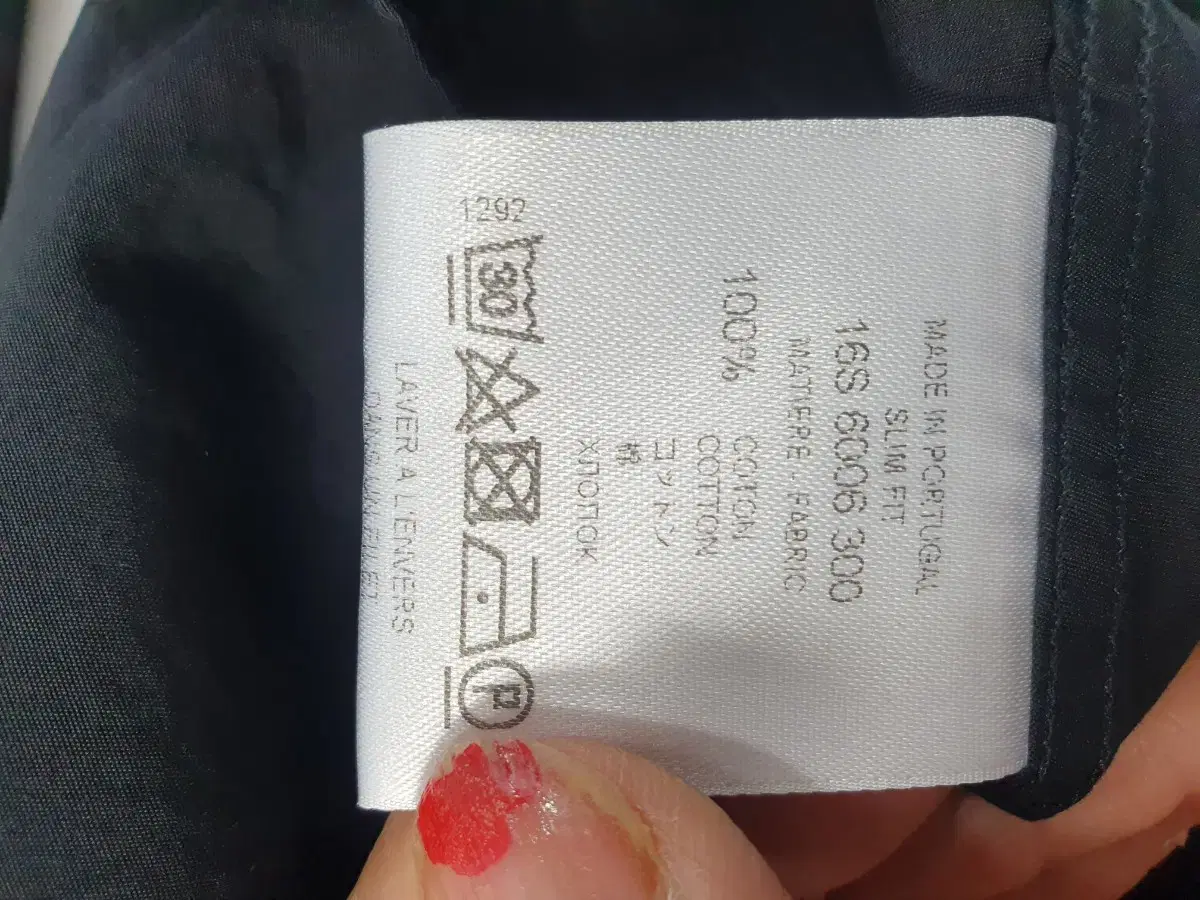 MADE IN PORTUGAL
SLIM FIT
16S 6006 300
MATIERE - FABRIC
100% COTON
COTTON
コットン
棉
ХЛОПОК
1292
30
P
LAVER A L'ENVERS